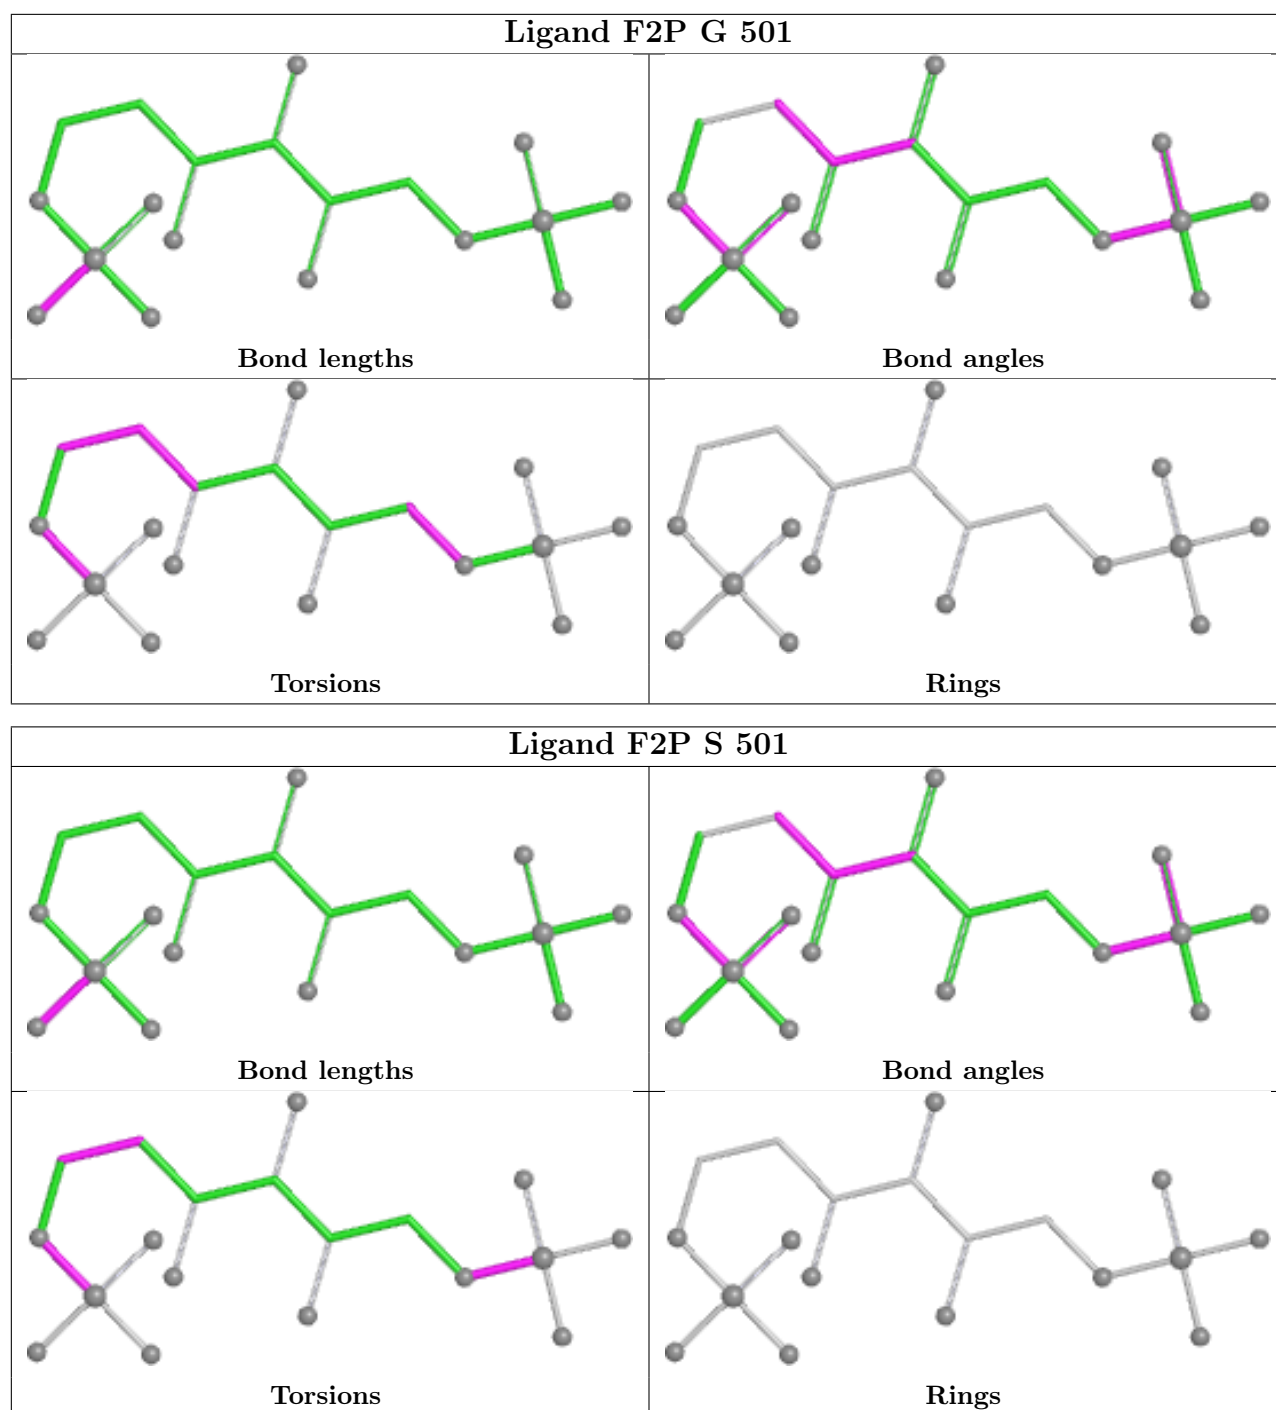 Ligand F2P G 501
Bond lengths
Bond angles
Torsions
Rings
Ligand F2P S 501
Bond lengths
Bond angles
Torsions
Rings